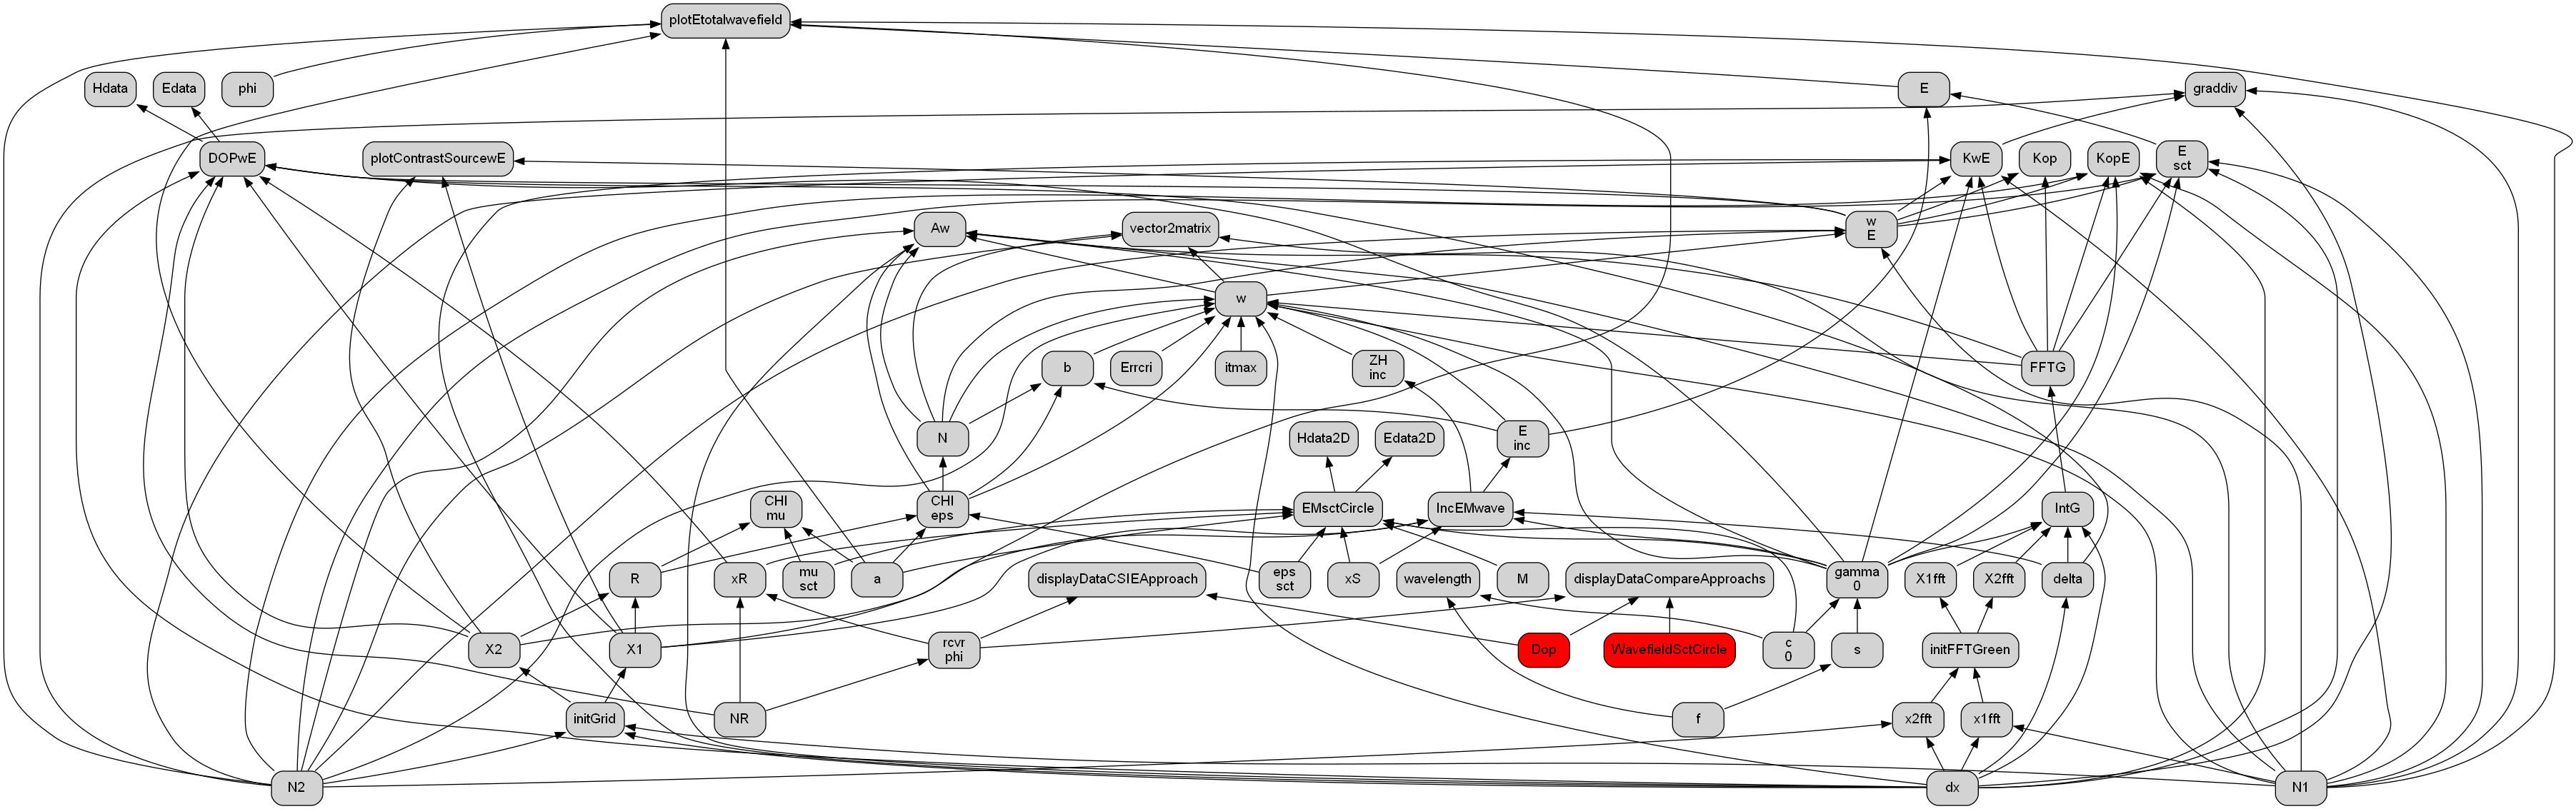 plotEtotalwavefield
Hdata
Edata
phi
E
graddiv
DOPwE
plotContrastSourcewE
KwE
Kop
KopE
E
sct
Aw
vector2matrix
w
E
w
b
Errcri
itmax
ZH
inc
FFTG
N
Hdata2D
Edata2D
E
inc
CHI
mu
CHI
eps
EMsctCircle
IncEMwave
IntG
R
xR
mu
sct
a
displayDataCSIEApproach
eps
sct
xS
wavelength
M
displayDataCompareApproachs
gamma
0
X1fft
X2fft
delta
X2
X1
rcvr
phi
Dop
WavefieldSctCircle
c
0
s
initFFTGreen
initGrid
NR
f
x2fft
x1fft
N2
dx
N1